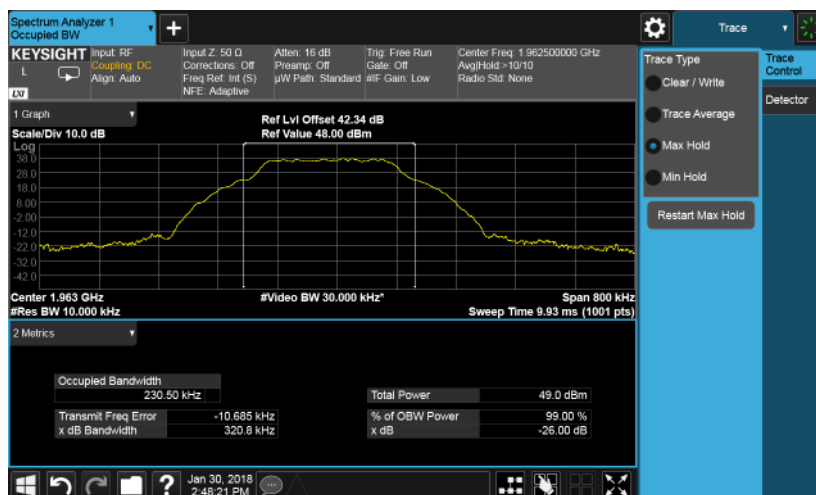 Spectrum Analyzer 1
Occupied BW
Trace
KEYSIGHT
L
LXI
Input: RF
Coupling: DC
Align: Auto
Input Z: 50 Ω
Corrections: Off
Freq Ref: Int (S)
NFE: Adaptive
Atten: 16 dB
Preamp: Off
µW Path: Standard
Trig: Free Run
Gate: Off
#IF Gain: Low
Center Freq: 1.962500000 GHz
Avg|Hold:>10/10
Radio Std: None
1 Graph
Scale/Div 10.0 dB
Ref Lvl Offset 42.34 dB
Ref Value 48.00 dBm
Log
38.0
28.0
18.0
8.00
-2.00
-12.0
-22.0
-32.0
-42.0
Center 1.963 GHz
#Res BW 10.000 kHz
#Video BW 30.000 kHz*
Span 800 kHz
Sweep Time 9.93 ms (1001 pts)
2 Metrics
Occupied Bandwidth
230.50 kHz
Transmit Freq Error -10.685 kHz
x dB Bandwidth 320.8 kHz
Total Power 49.0 dBm
% of OBW Power 99.00 %
x dB -26.00 dB
Jan 30, 2018
2:48:21 PM
Trace Type
Clear / Write
Trace Average
Max Hold
Min Hold
Restart Max Hold
Trace
Control
Detector